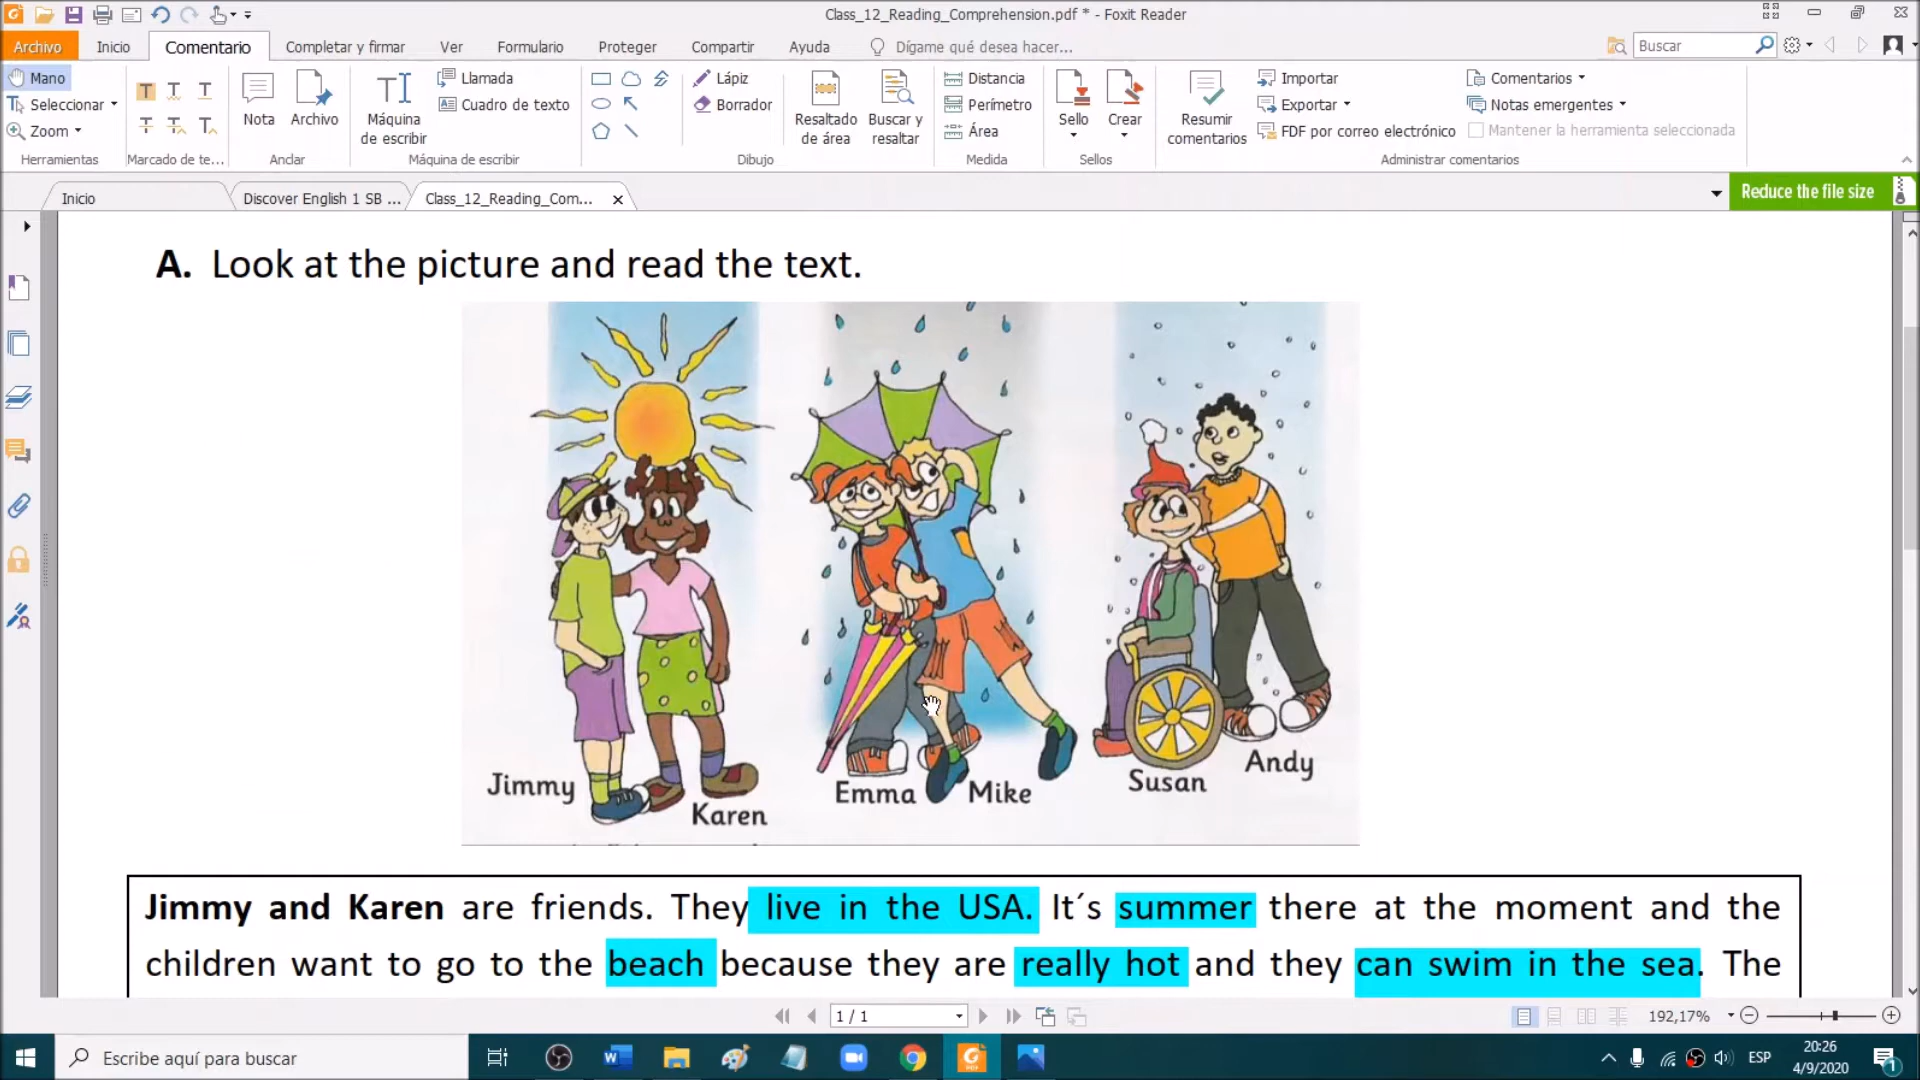 Class_12_Reading_Comprehension.pdf * - Foxit Reader
Archivo Inicio Comentario Completar y firmar Ver Formulario Proteger Compartir Ayuda Dígame qué desea hacer... Buscar
Mano
Seleccionar
Zoom
Herramientas
Marcado de te...
Nota
Archivo
Anclar
Máquina
de escribir
Llamada
Cuadro de texto
Máquina de escribir
Lápiz
Borrador
Resaltado
de área
Buscar y
resaltar
Dibujo
Distancia
Perímetro
Área
Medida
Sello
Crear
Sellos
Resumir
comentarios
Importar
Exportar
FDF por correo electrónico
Comentarios
Notas emergentes
Mantener la herramienta seleccionada
Administrar comentarios
Inicio Discover English 1 SB ... Class_12_Reading_Com... Reduce the file size
A. Look at the picture and read the text.
Jimmy
Karen
Emma
Mike
Susan
Andy
Jimmy and Karen are friends. They live in the USA. It´s summer there at the moment and the
children want to go to the beach because they are really hot and they can swim in the sea. The
1 / 1 192,17%
Escribe aquí para buscar
ESP
20:26
4/9/2020
1